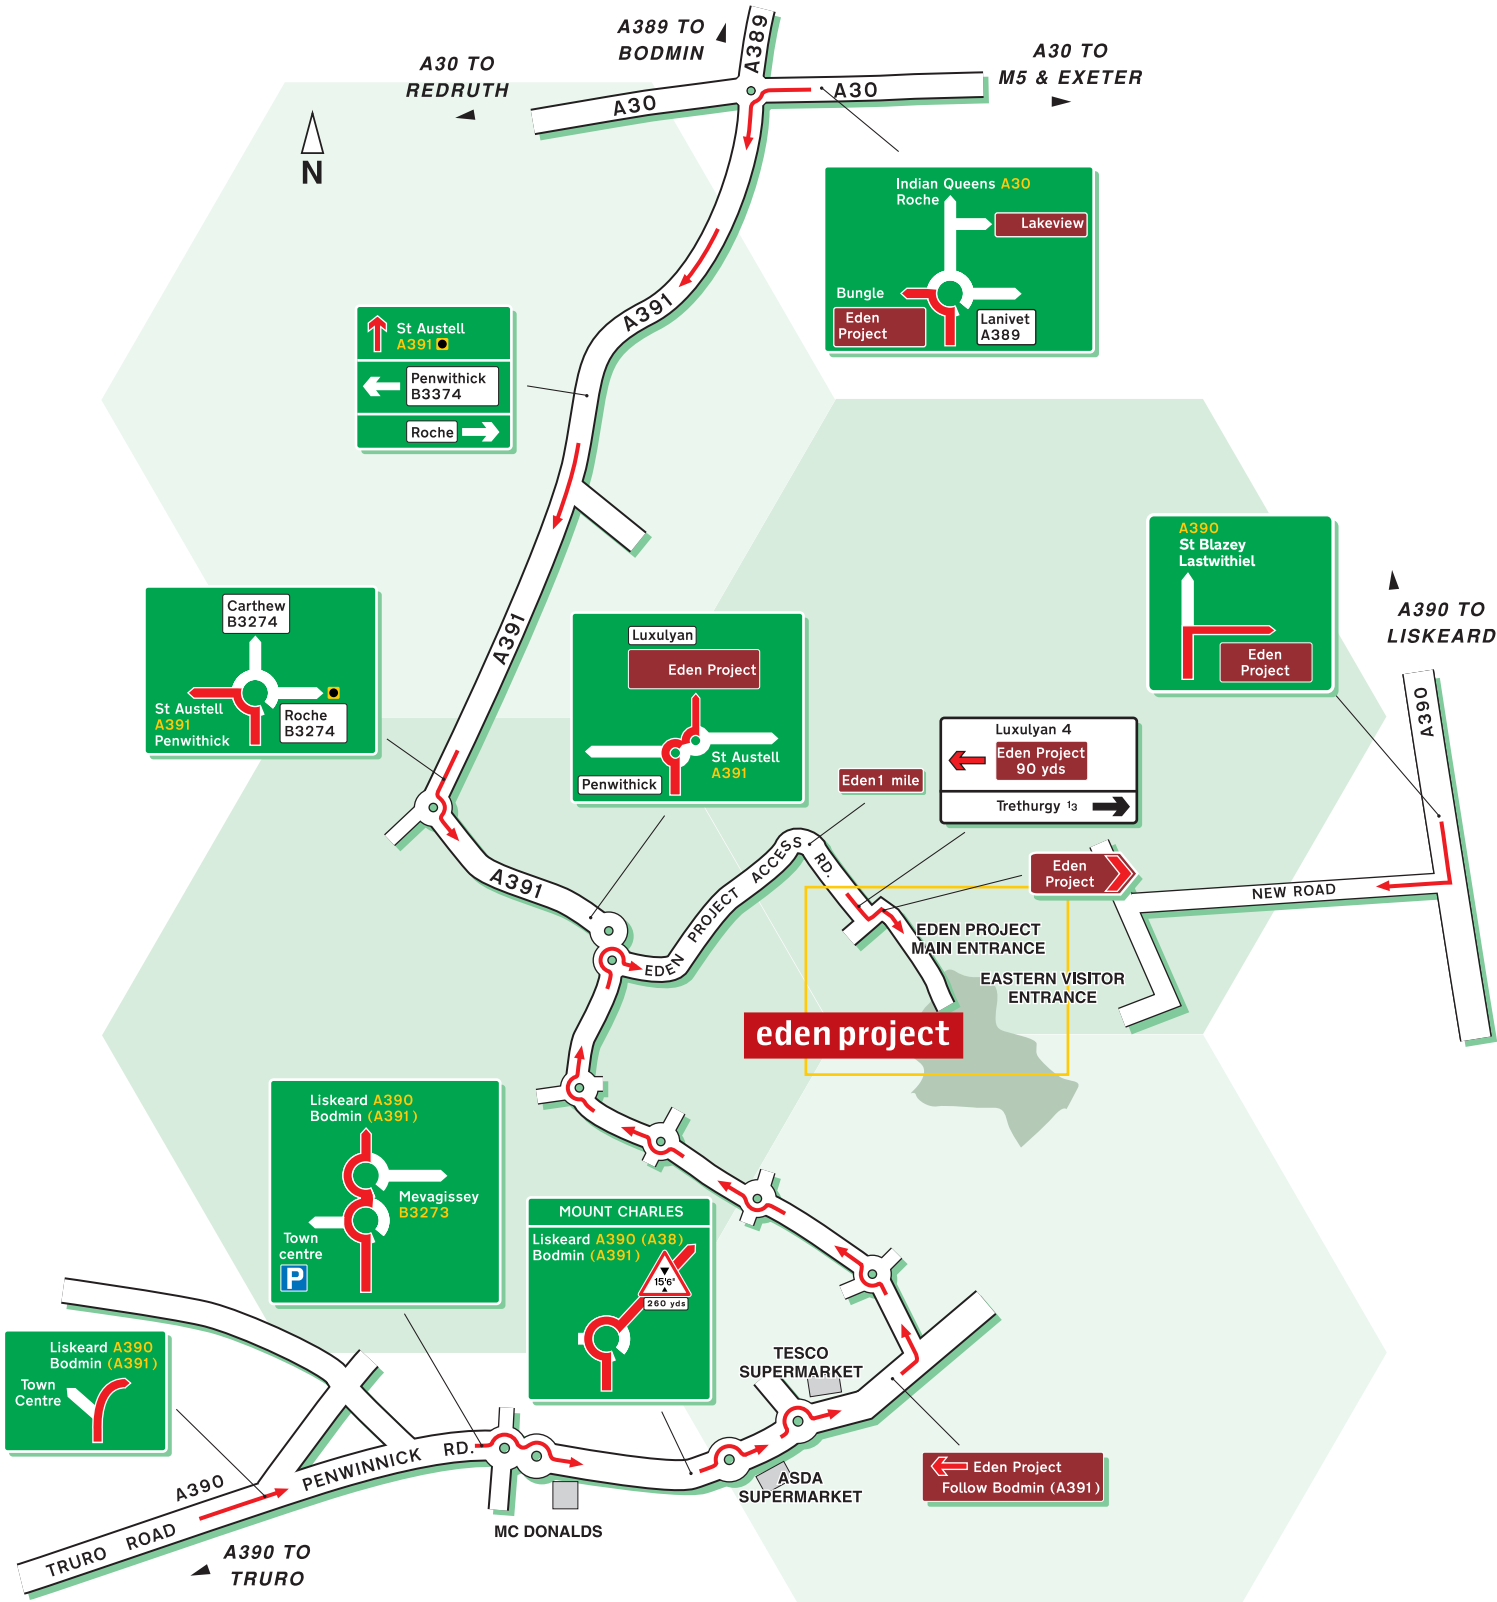 A389 TO
BODMIN
A389
A30 TO
REDRUTH
A30 TO
M5 & EXETER
A30
A30
N
Indian Queens A30
Roche
Lakeview
Bungle
Eden
Project
Lanivet
A389
A391
St Austell
A391
Penwithick
B3374
Roche
A390
St Blazey
Lastwithiel
Eden
Project
A390 TO
LISKEARD
A390
Carthew
B3274
St Austell
A391
Penwithick
Roche
B3274
A391
Luxulyan
Eden Project
St Austell
A391
Penwithick
Eden 1 mile
Luxulyan 4
Eden Project
90 yds
Trethurgy 1 3
Eden
Project
NEW ROAD
A391
EDEN PROJECT ACCESS RD.
EDEN PROJECT
MAIN ENTRANCE
EASTERN VISITOR
ENTRANCE
eden project
Liskeard A390
Bodmin (A391)
Mevagissey
B3273
Town
centre
P
MOUNT CHARLES
Liskeard A390 (A38)
Bodmin (A391)
15'6"
260 yds
Liskeard A390
Bodmin (A391)
Town
Centre
TESCO
SUPERMARKET
A390
PENWINNICK RD.
TRURO ROAD
ASDA
SUPERMARKET
MC DONALDS
Eden Project
Follow Bodmin (A391)
A390 TO
TRURO